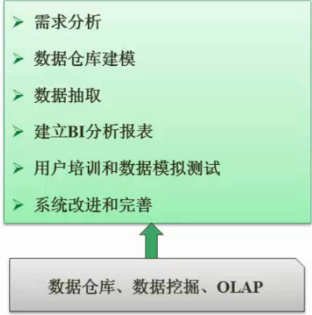 需求分析
数据仓库建模
数据抽取
建立BI分析报表
用户培训和数据模拟测试
系统改进和完善
数据仓库、数据挖掘、OLAP